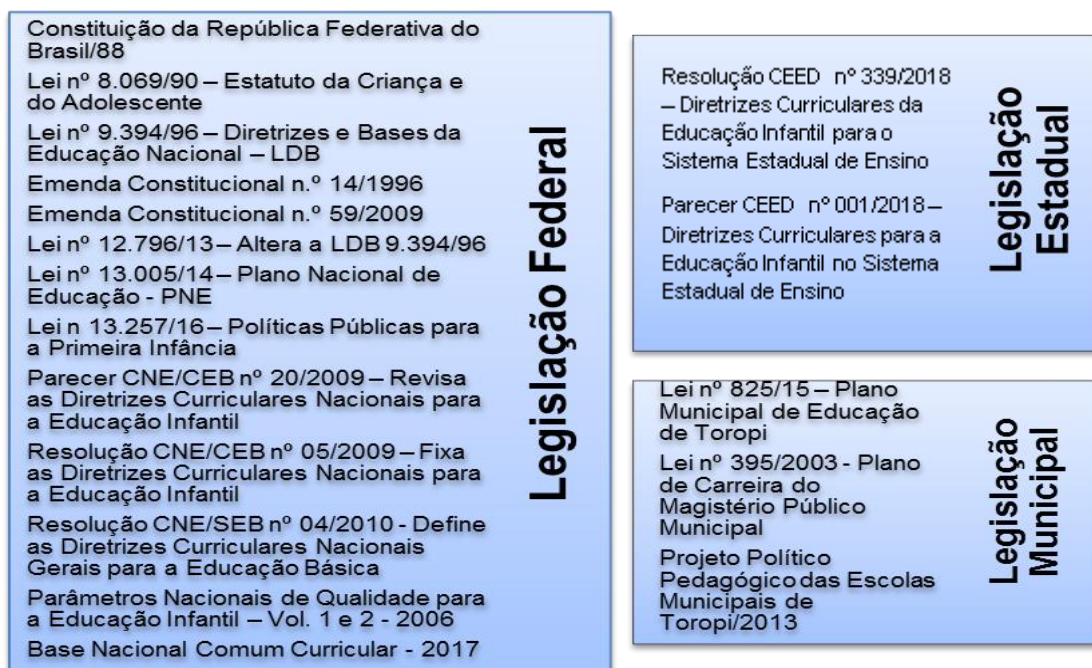 Constituição da República Federativa do
Brasil/88
Lei nº 8.069/90 – Estatuto da Criança e
do Adolescente
Lei nº 9.394/96 – Diretrizes e Bases da
Educação Nacional – LDB
Emenda Constitucional n.º 14/1996
Emenda Constitucional n.º 59/2009
Lei nº 12.796/13 – Altera a LDB 9.394/96
Lei nº 13.005/14 – Plano Nacional de
Educação - PNE
Lei n 13.257/16 – Políticas Públicas para
a Primeira Infância
Parecer CNE/CEB nº 20/2009 – Revisa
as Diretrizes Curriculares Nacionais para
a Educação Infantil
Resolução CNE/CEB nº 05/2009 – Fixa
as Diretrizes Curriculares Nacionais para
a Educação Infantil
Resolução CNE/SEB nº 04/2010 - Define
as Diretrizes Curriculares Nacionais
Gerais para a Educação Básica
Parâmetros Nacionais de Qualidade para
a Educação Infantil – Vol. 1 e 2 - 2006
Base Nacional Comum Curricular - 2017
Legislação Federal
Resolução CEED nº 339/2018
– Diretrizes Curriculares da
Educação Infantil para o
Sistema Estadual de Ensino
Parecer CEED nº 001/2018 –
Diretrizes Curriculares para a
Educação Infantil no Sistema
Estadual de Ensino
Legislação
Estadual
Lei nº 825/15 – Plano
Municipal de Educação
de Toropi
Lei nº 395/2003 - Plano
de Carreira do
Magistério Público
Municipal
Projeto Político
Pedagógico das Escolas
Municipais de
Toropi/2013
Legislação
Municipal